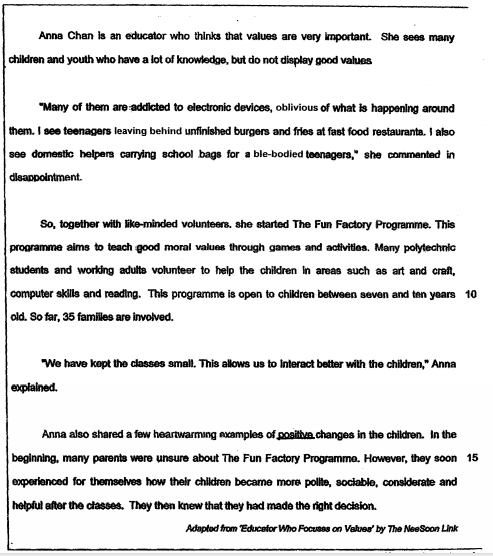 Anna Chan is an educator who thinks that values are very important. She sees many
children and youth who have a lot of knowledge, but do not display good values
"Many of them are addicted to electronic devices, oblivious of what is happening around
them. I see teenagers leaving behind unfinished burgers and fries at fast food restaurants. I also
see domestic helpers carrying school bags for a ble-bodied teenagers," she commented in
disappointment.
So, together with like-minded volunteers. she started The Fun Factory Programme. This
programme aims to teach good moral values through games and activities. Many polytechnic
students and working adults volunteer to help the children in areas such as art and craft,
computer skills and reading. This programme is open to children between seven and ten years 10
old. So far, 35 families are involved.
"We have kept the classes small. This allows us to interact better with the children," Anna
explained.
Anna also shared a few heartwarming examples of positive changes in the children. In the
beginning, many parents were unsure about The Fun Factory Programme. However, they soon 15
experienced for themselves how their children became more polite, sociable, considerate and
helpful after the classes. They then knew that they had made the right decision.
Adapted from 'Educator Who Focuses on Values' by The NeeSoon Link